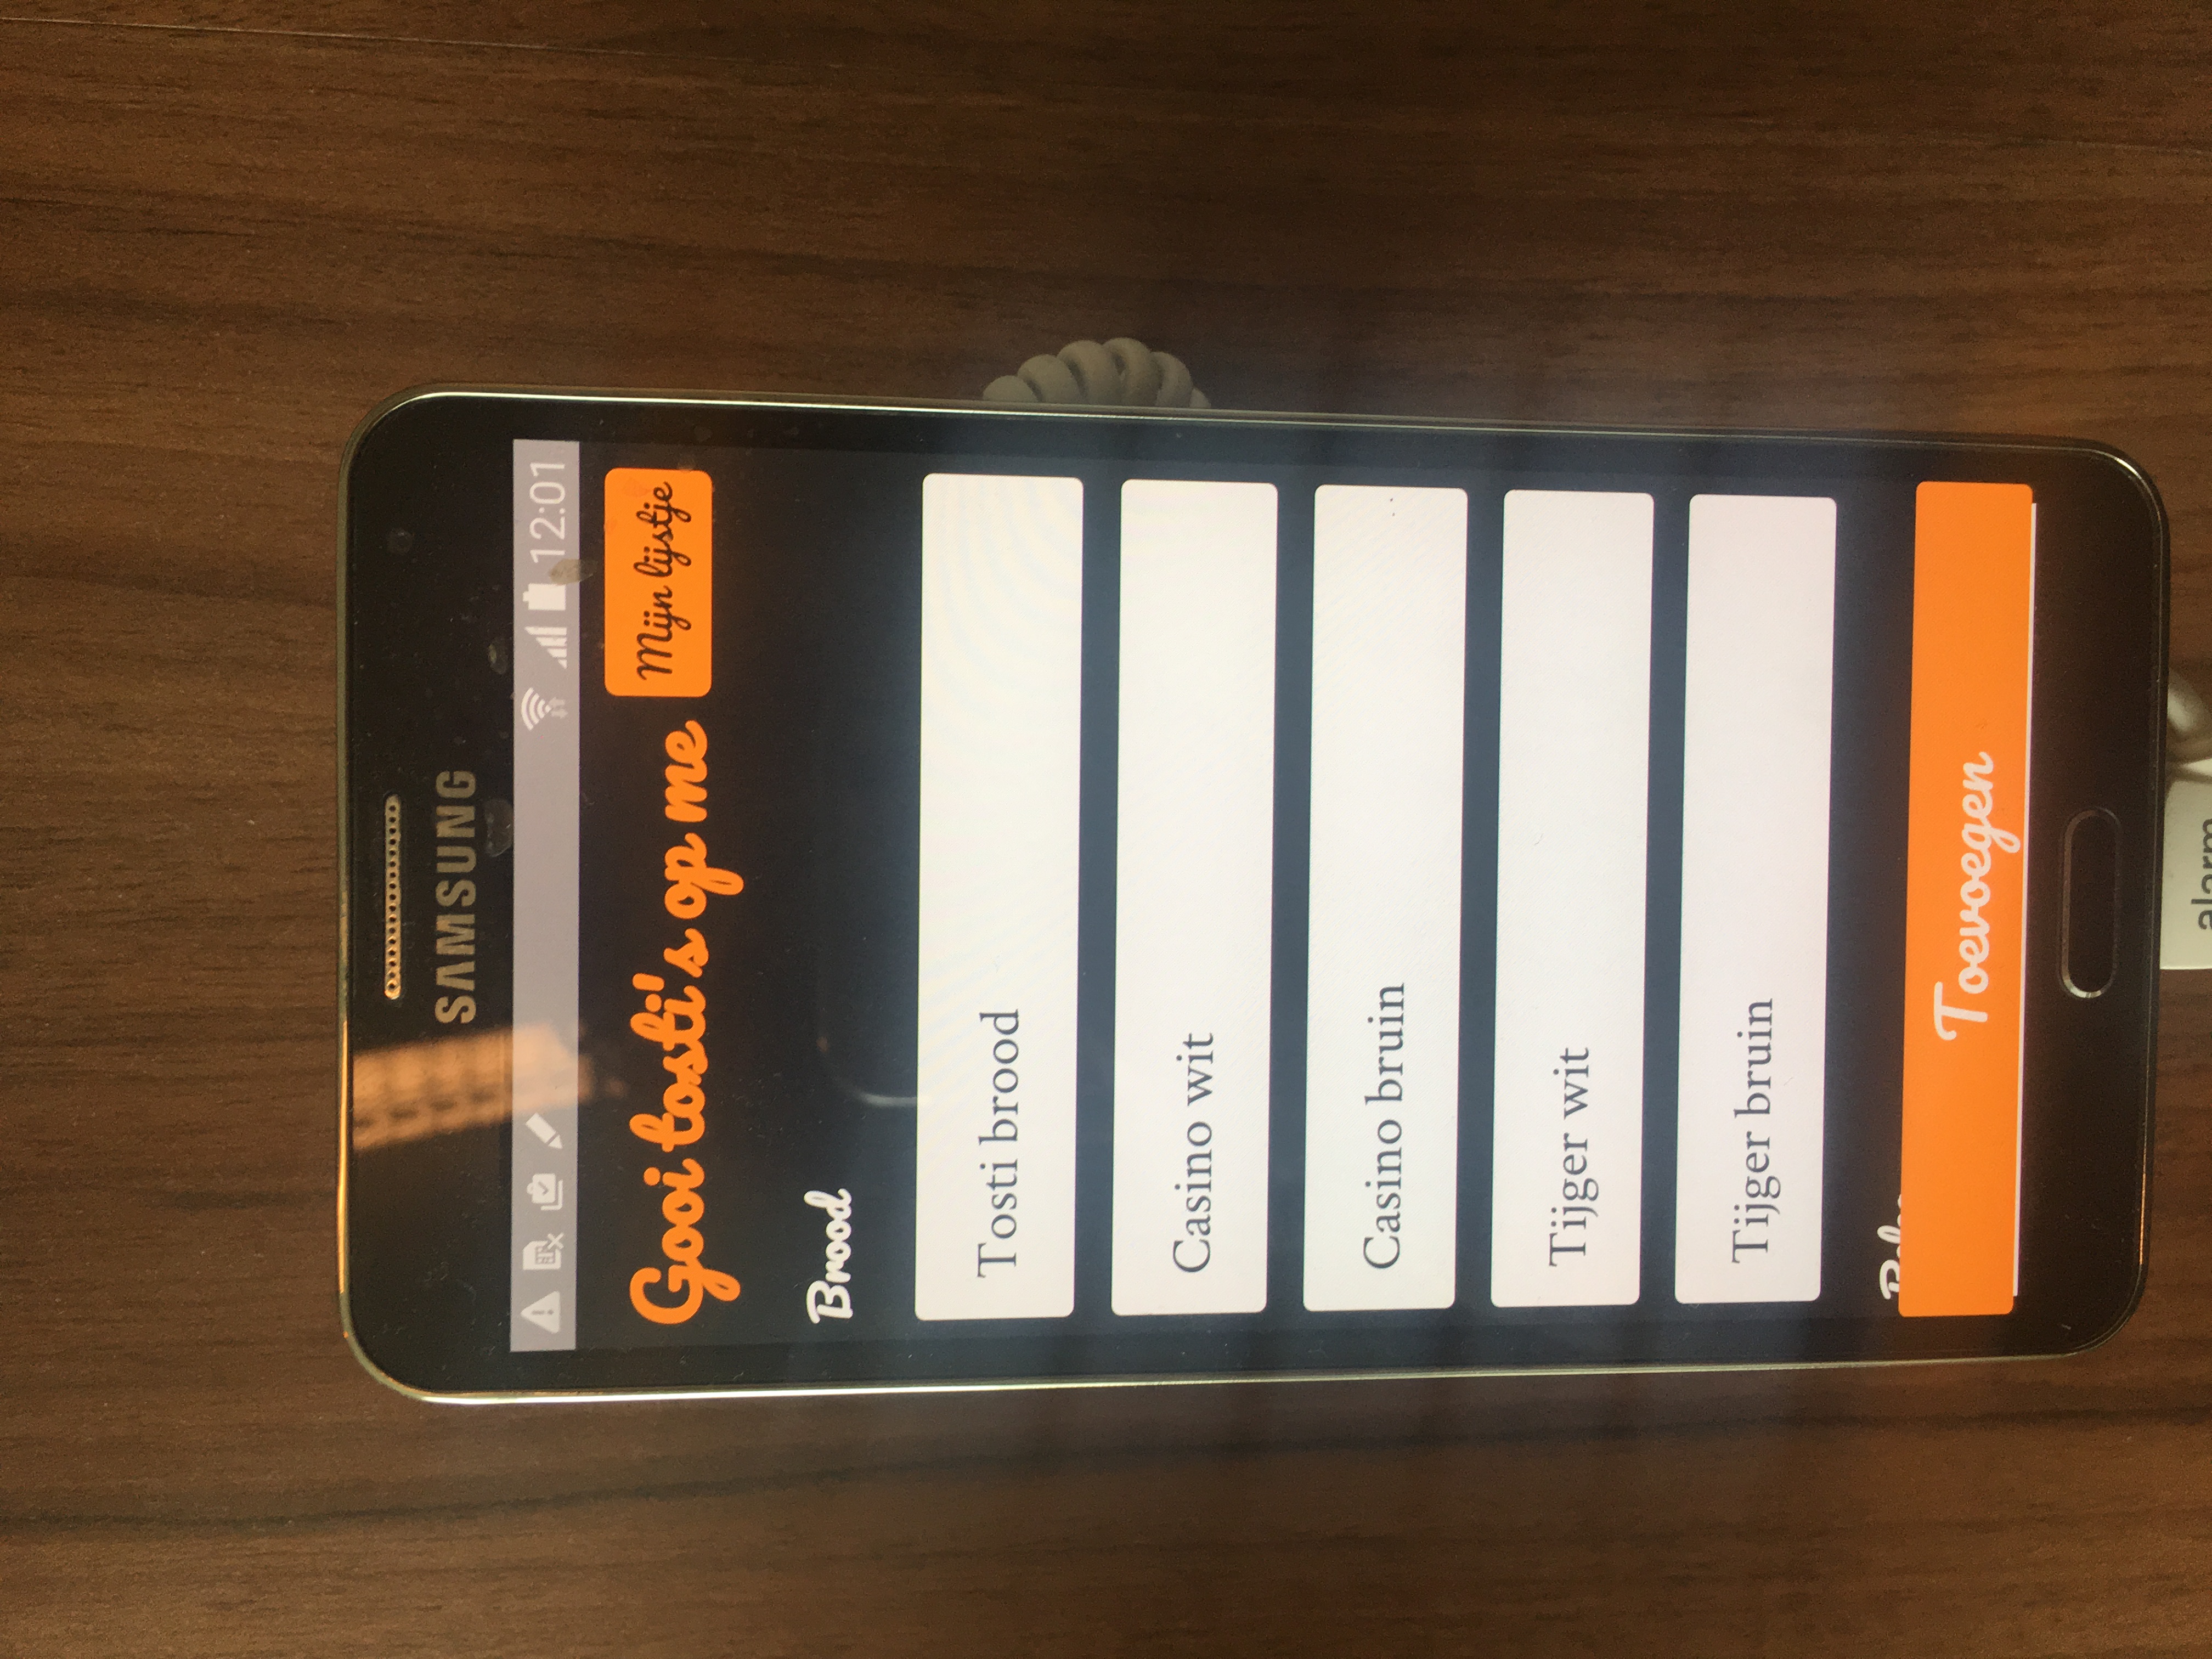 SAMSUNG
12:01
Gooi tosti's op me
Mijn lijstje
Brood
Tosti brood
Casino wit
Casino bruin
Tijger wit
Tijger bruin
Toevoegen
alarm